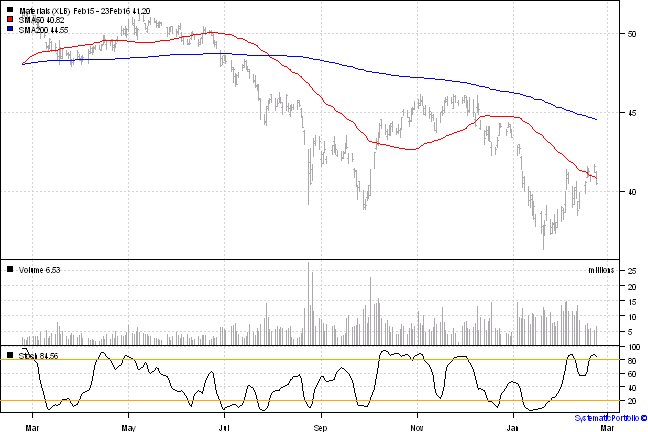 Materials (XLB) Feb15 - 23Feb16 41.20
SMA50 40.82
SMA200 44.55
50
45
40
Volume 6.53
millions
25
20
15
10
5
Stoch 84.56
100
80
60
40
20
Mar May Jul Sep Nov Jan Mar
SystematicPortfolio ©